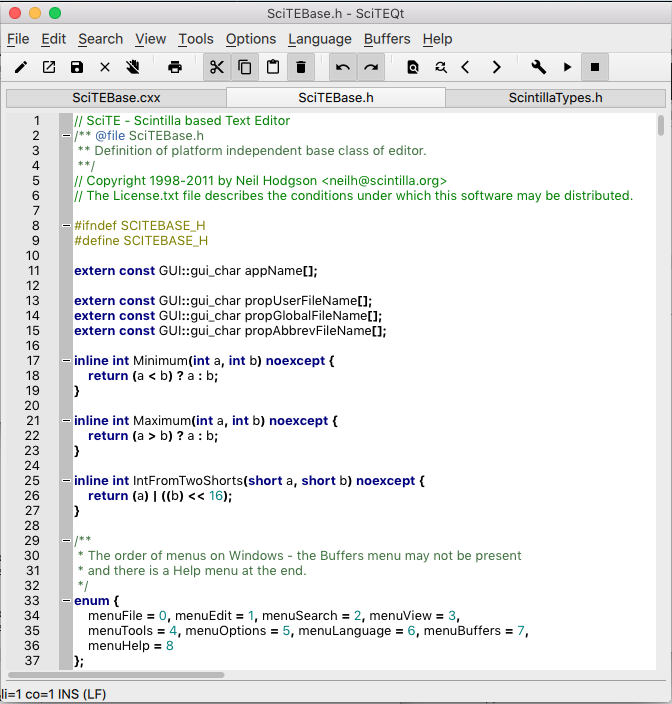 SciTEBase.h - SciTEQt
File Edit Search View Tools Options Language Buffers Help
SciTEBase.cxx SciTEBase.h ScintillaTypes.h
1 // SciTE - Scintilla based Text Editor
2 /** @file SciTEBase.h
3 ** Definition of platform independent base class of editor.
4 **/
5 // Copyright 1998-2011 by Neil Hodgson <neilh@scintilla.org>
6 // The License.txt file describes the conditions under which this software may be distributed.
7
8 #ifndef SCITEBASE_H
9 #define SCITEBASE_H
10
11 extern const GUI::gui_char appName[];
12
13 extern const GUI::gui_char propUserFileName[];
14 extern const GUI::gui_char propGlobalFileName[];
15 extern const GUI::gui_char propAbbrevFileName[];
16
17 inline int Minimum(int a, int b) noexcept {
18 return (a < b) ? a : b;
19 }
20
21 inline int Maximum(int a, int b) noexcept {
22 return (a > b) ? a : b;
23 }
24
25 inline int IntFromTwoShorts(short a, short b) noexcept {
26 return (a) | ((b) << 16);
27 }
28
29 /**
30 * The order of menus on Windows - the Buffers menu may not be present
31 * and there is a Help menu at the end.
32 */
33 enum {
34 menuFile = 0, menuEdit = 1, menuSearch = 2, menuView = 3,
35 menuTools = 4, menuOptions = 5, menuLanguage = 6, menuBuffers = 7,
36 menuHelp = 8
37 };
li=1 co=1 INS (LF)